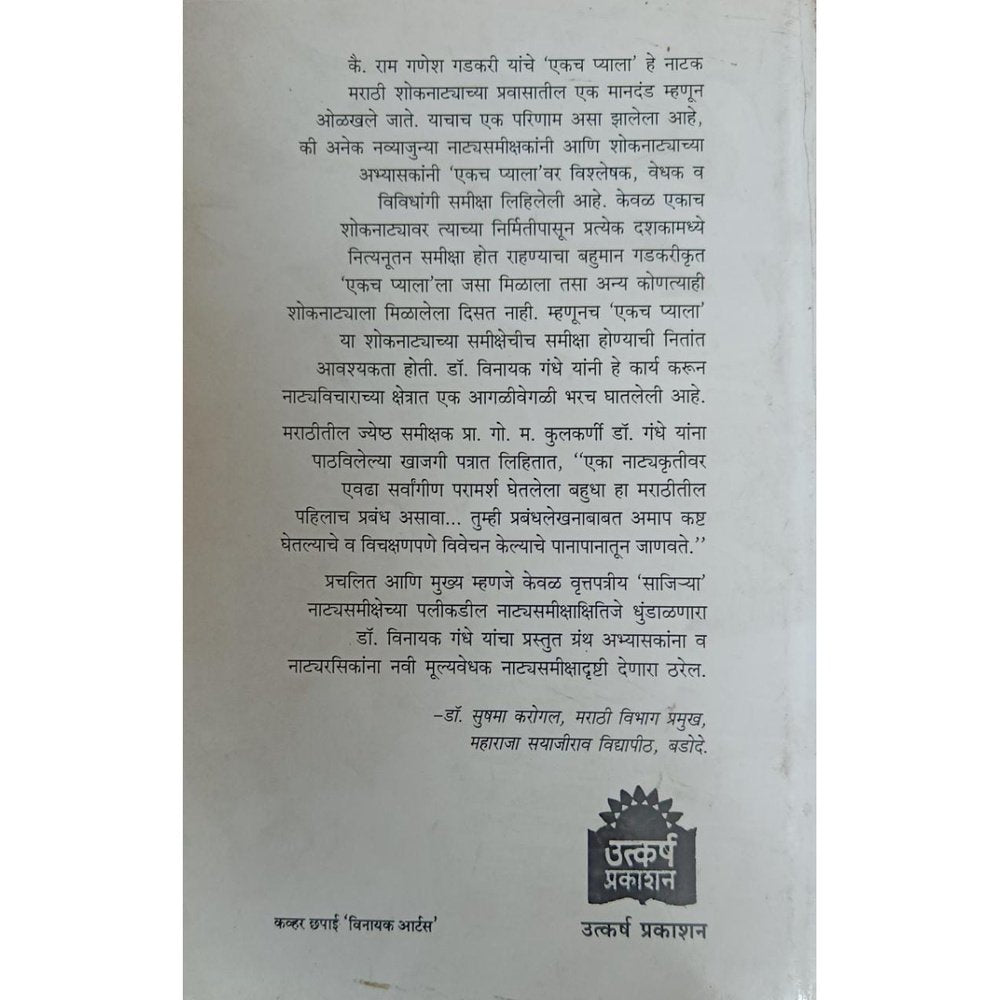 कै. राम गणेश गडकरी यांचे ‘एकच प्याला’ हे नाटक
मराठी शोकनाट्याच्या प्रवासातील एक मानदंड म्हणून
ओळखले जाते. याचाच एक परिणाम असा झालेला आहे,
की अनेक नव्याजुन्या नाट्यसमीक्षकांनी आणि शोकनाट्याच्या
अभ्यासकांनी ‘एकच प्याला’वर विश्लेषक, वेधक व
विविधांगी समीक्षा लिहिलेली आहे. केवळ एकाच
शोकनाट्यावर त्याच्या निर्मितीपासून प्रत्येक दशकामध्ये
नित्यनूतन समीक्षा होत राहण्याचा बहुमान गडकरीकृत
‘एकच प्याला’ला जसा मिळाला तसा अन्य कोणत्याही
शोकनाट्याला मिळालेला दिसत नाही. म्हणूनच ‘एकच प्याला’
या शोकनाट्याच्या समीक्षेचीच समीक्षा होण्याची नितांत
आवश्यकता होती. डॉ. विनायक गंधे यांनी हे कार्य करून
नाट्यविचाराच्या क्षेत्रात एक आगळीवेगळी भरच घातलेली आहे.
मराठीतील ज्येष्ठ समीक्षक प्रा. गो. म. कुलकर्णी डॉ. गंधे यांना
पाठविलेल्या खाजगी पत्रात लिहितात, “एका नाट्यकृतीवर
एवढा सर्वांगीण परामर्श घेतलेला बहुधा हा मराठीतील
पहिलाच प्रबंध असावा... तुम्ही प्रबंधलेखनाबाबत अमाप कष्ट
घेतल्याचे व विचक्षणपणे विवेचन केल्याचे पानापानातून जाणवते.”
प्रचलित आणि मुख्य म्हणजे केवळ वृत्तपत्रीय ‘साजिऱ्या’
नाट्यसमीक्षेच्या पलीकडील नाट्यसमीक्षाक्षितिजे धुंडाळणारा
डॉ. विनायक गंधे यांचा प्रस्तुत ग्रंथ अभ्यासकांना व
नाट्यरसिकांना नवी मूल्यवेधक नाट्यसमीक्षादृष्टी देणारा ठरेल.
–डॉ. सुषमा करोगल, मराठी विभाग प्रमुख,
महाराजा सयाजीराव विद्यापीठ, बडोदे.
उत्कर्ष
प्रकाशन
कव्हर छपाई ‘विनायक आर्टस’
उत्कर्ष प्रकाशन